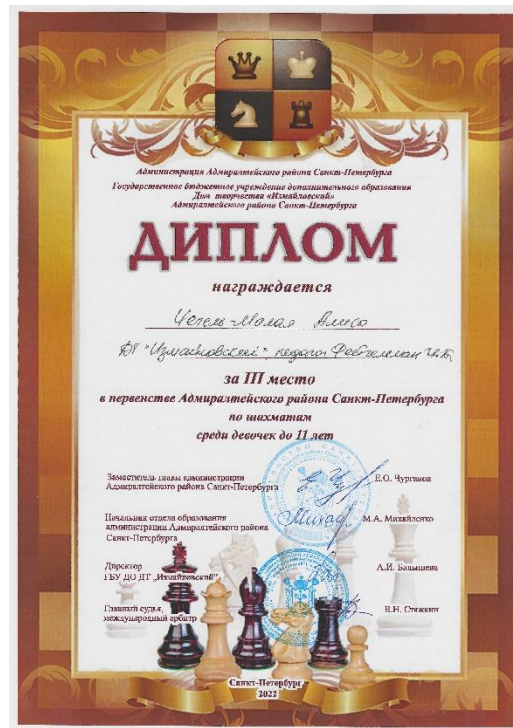 Администрация Адмиралтейского района Санкт-Петербурга
Государственное бюджетное учреждение дополнительного образования
Дом творчества «Измайловский»
Адмиралтейского района Санкт-Петербурга
ДИПЛОМ
награждается
Малая Алиса
ДТ "Измайловский", педагог
за III место
в первенстве Адмиралтейского района Санкт-Петербурга
по шахматам
среди девочек до 11 лет
Заместитель главы администрации
Адмиралтейского района Санкт-Петербурга
Е.О. Чурганов
Начальник отдела образования
администрации Адмиралтейского района
Санкт-Петербурга
М.А. Михайленко
Директор
ГБУ ДО ДТ „Измайловский"
А.И. Балышева
Главный судья,
международный арбитр
В.Н.
Санкт-Петербург
2022